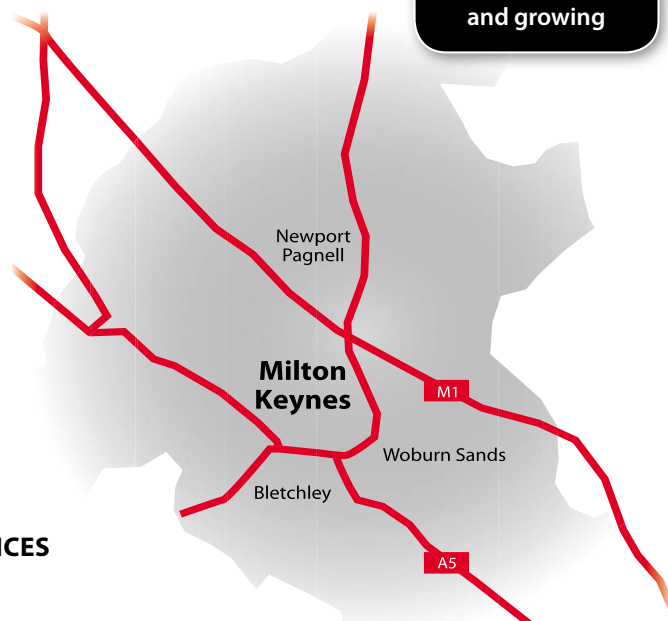 and growing
Newport
Pagnell
Milton
Keynes
M1
Woburn Sands
Bletchley
ICES
A5